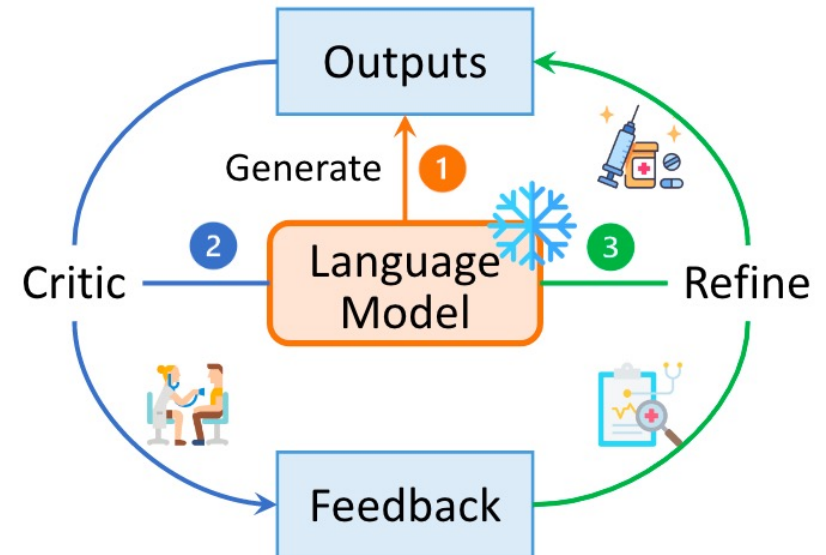 Outputs
Generate 1
2
3
Critic
Language
Model
Refine
Feedback